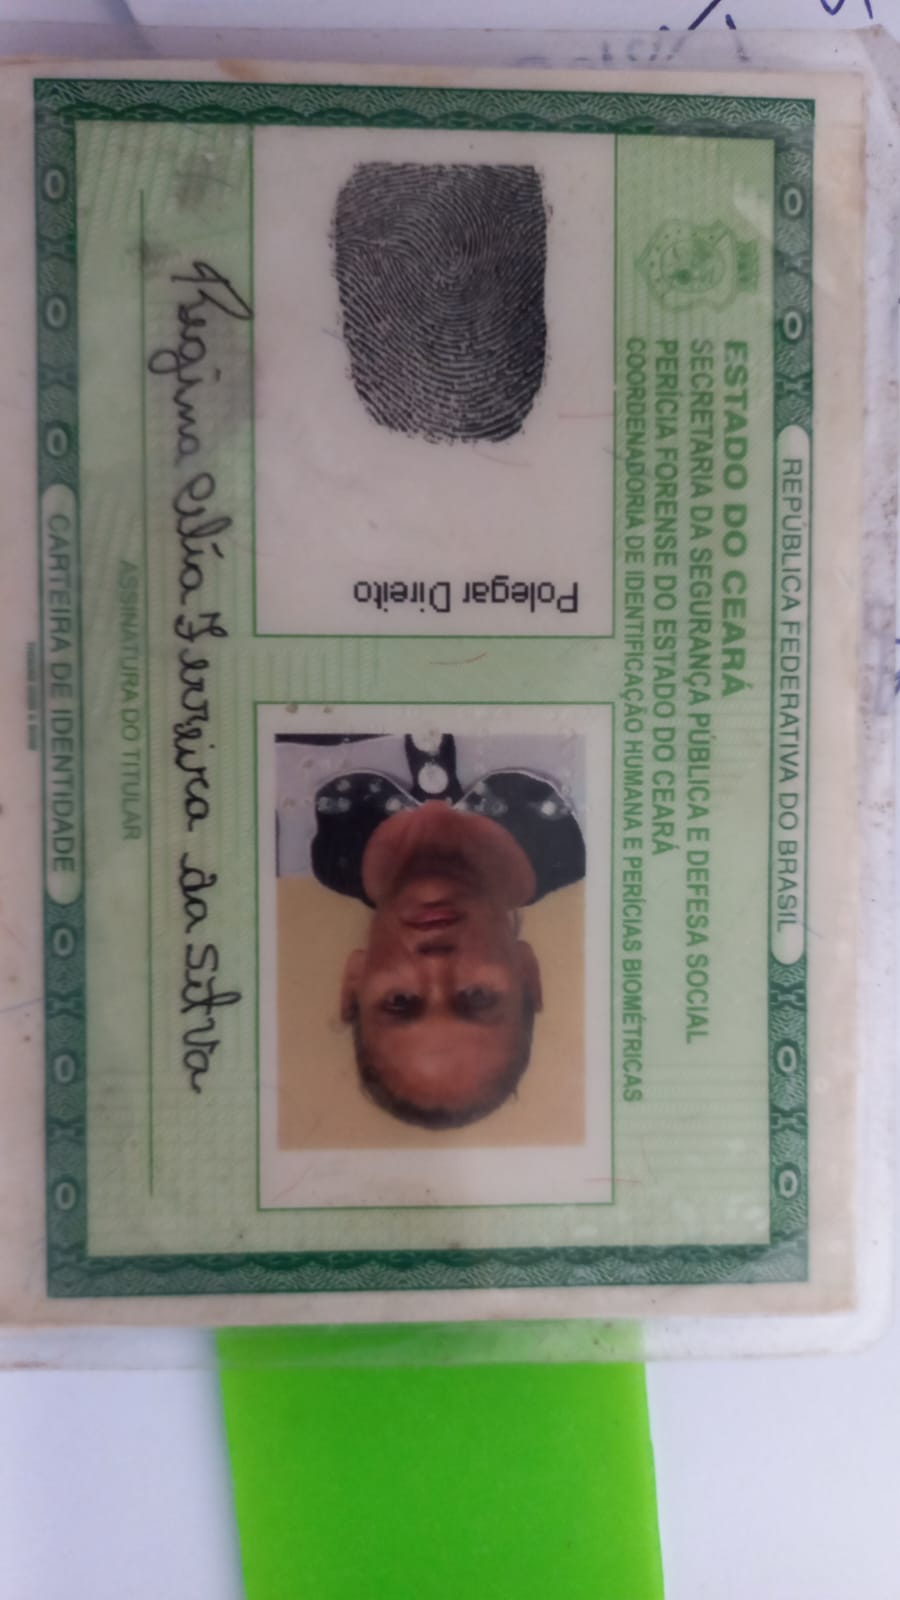 REPÚBLICA FEDERATIVA DO BRASIL
ESTADO DO CEARÁ
SECRETARIA DA SEGURANÇA PÚBLICA E DEFESA SOCIAL
PERÍCIA FORENSE DO ESTADO DO CEARÁ
COORDENADORIA DE IDENTIFICAÇÃO HUMANA E PERÍCIAS BIOMÉTRICAS
Polegar Direito
Regina Celia Ferreira da Silva
ASSINATURA DO TITULAR
CARTEIRA DE IDENTIDADE